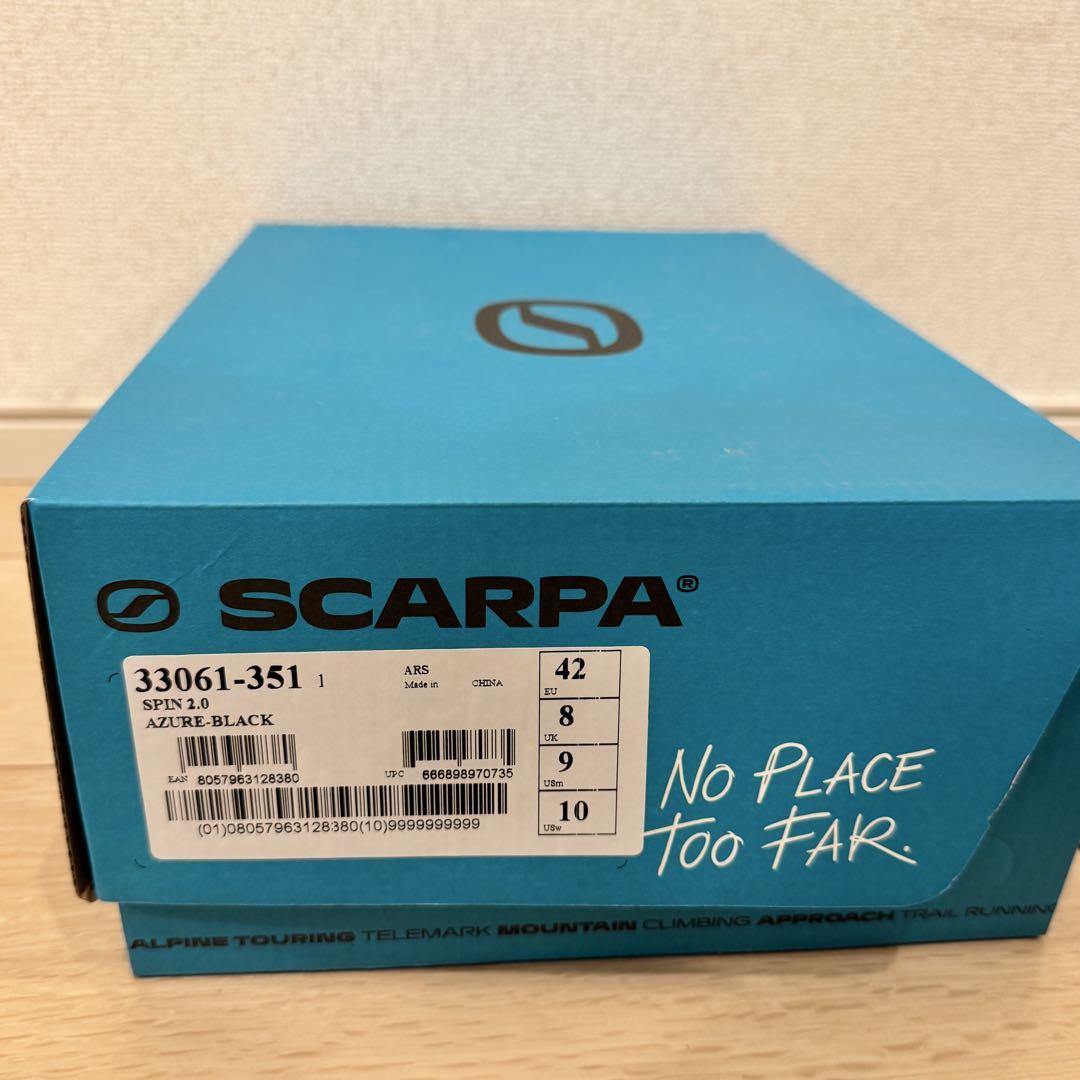 SCARPA®
33061-351 1
SPIN 2.0
AZURE-BLACK
ARS
Made in CHINA
EAN 8057963128380
UPC 666898970735
(01)08057963128380(10)9999999999
42
EU
8
UK
9
USm
10
USw
NO PLACE
TOO FAR.
ALPINE TOURING TELEMARK MOUNTAIN CLIMBING APPROACH TRAIL RUNNING